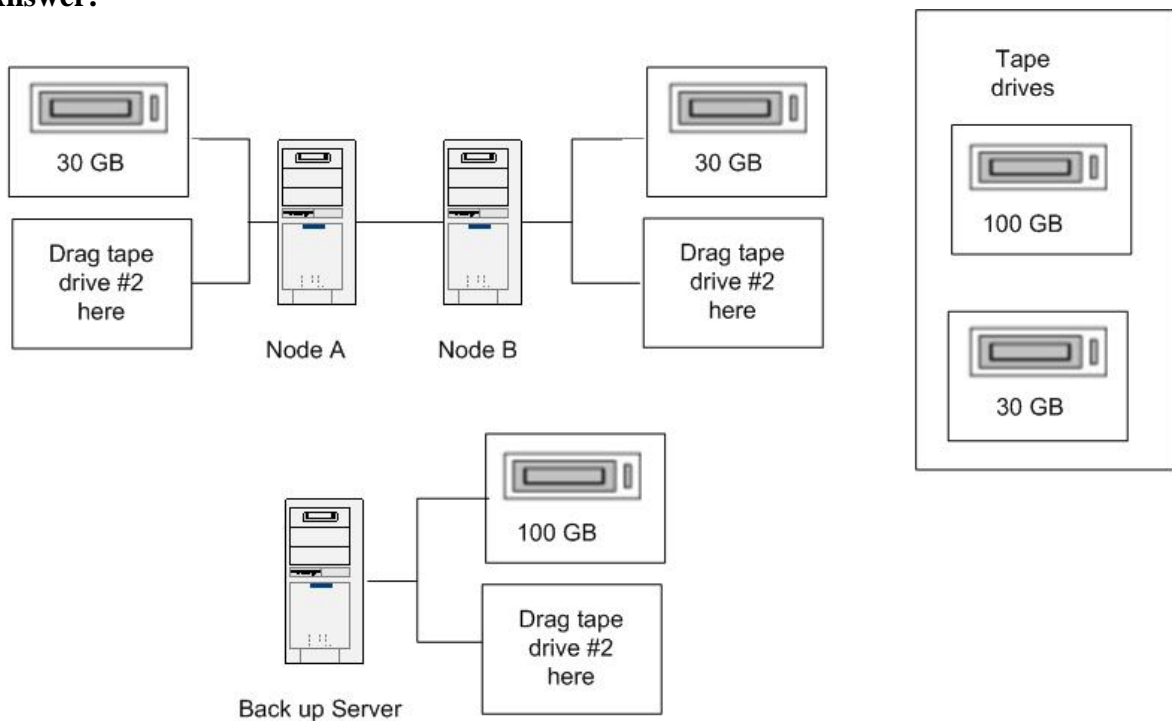 Tape
drives
30 GB
30 GB
100 GB
Drag tape
drive #2
here
Drag tape
drive #2
here
Node A
Node B
30 GB
100 GB
Drag tape
drive #2
here
Back up Server